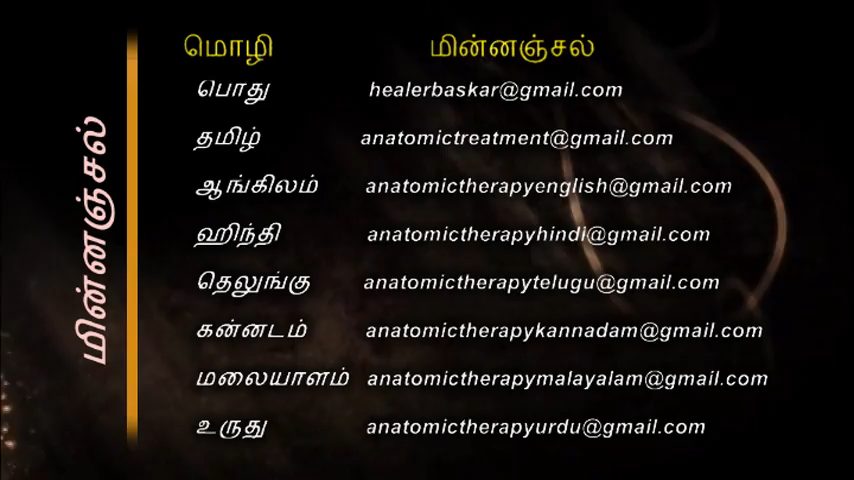 மின்னஞ்சல்
மொழி மின்னஞ்சல்
பொது healerbaskar@gmail.com
தமிழ் anatomictreatment@gmail.com
ஆங்கிலம் anatomictherapyenglish@gmail.com
ஹிந்தி anatomictherapyhindi@gmail.com
தெலுங்கு anatomictherapytelugu@gmail.com
கன்னடம் anatomictherapykannadam@gmail.com
மலையாளம் anatomictherapymalayalam@gmail.com
உருது anatomictherapyurdu@gmail.com